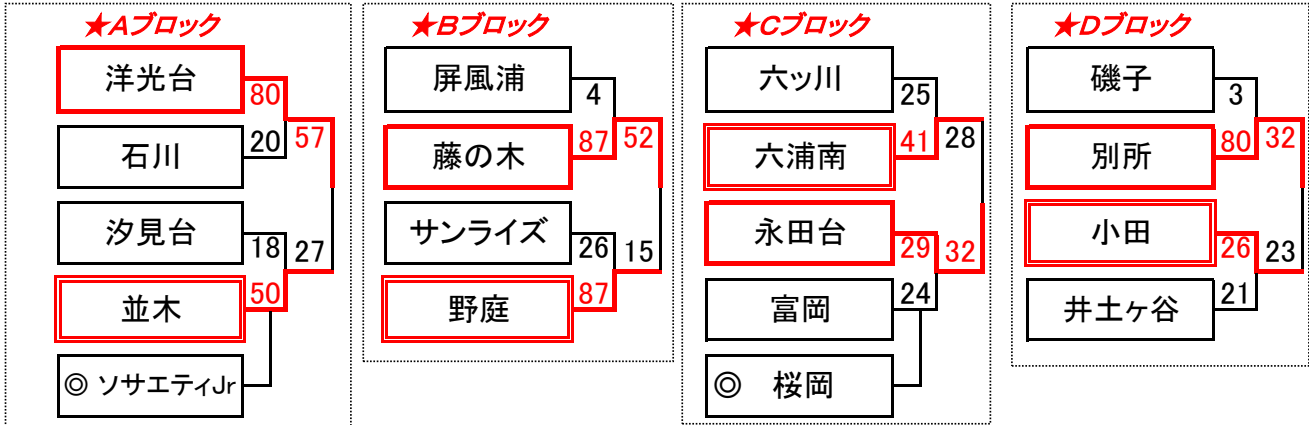 ★Aブロック
洋光台
80
石川
20
57
汐見台
18
27
並木
50
◎ ソサエティJr
★Bブロック
屏風浦
4
藤の木
87
52
サンライズ
26
15
野庭
87
★Cブロック
六ッ川
25
六浦南
41
28
永田台
29
32
富岡
24
◎ 桜岡
★Dブロック
磯子
3
別所
80
32
小田
26
23
井土ヶ谷
21